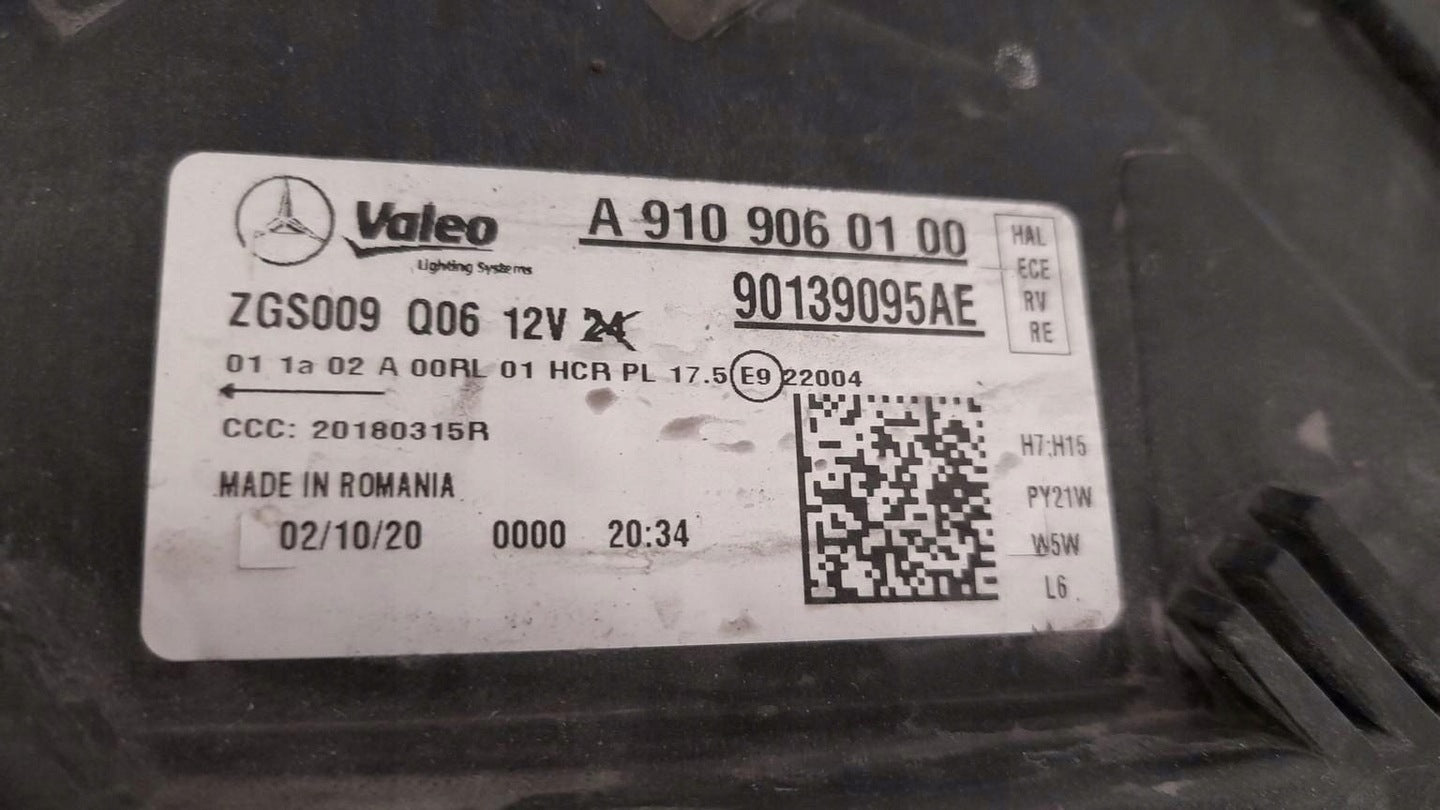 Valeo
Lighting Systems
A 910 906 01 00
90139095AE
HAL
ECE
RV
RE
ZGS009 Q06 12V 24
01 1a 02 A 00RL 01 HCR PL 17.5 E9 22004
CCC: 20180315R
MADE IN ROMANIA
02/10/20 0000 20:34
H7;H15
PY21W
W5W
L6